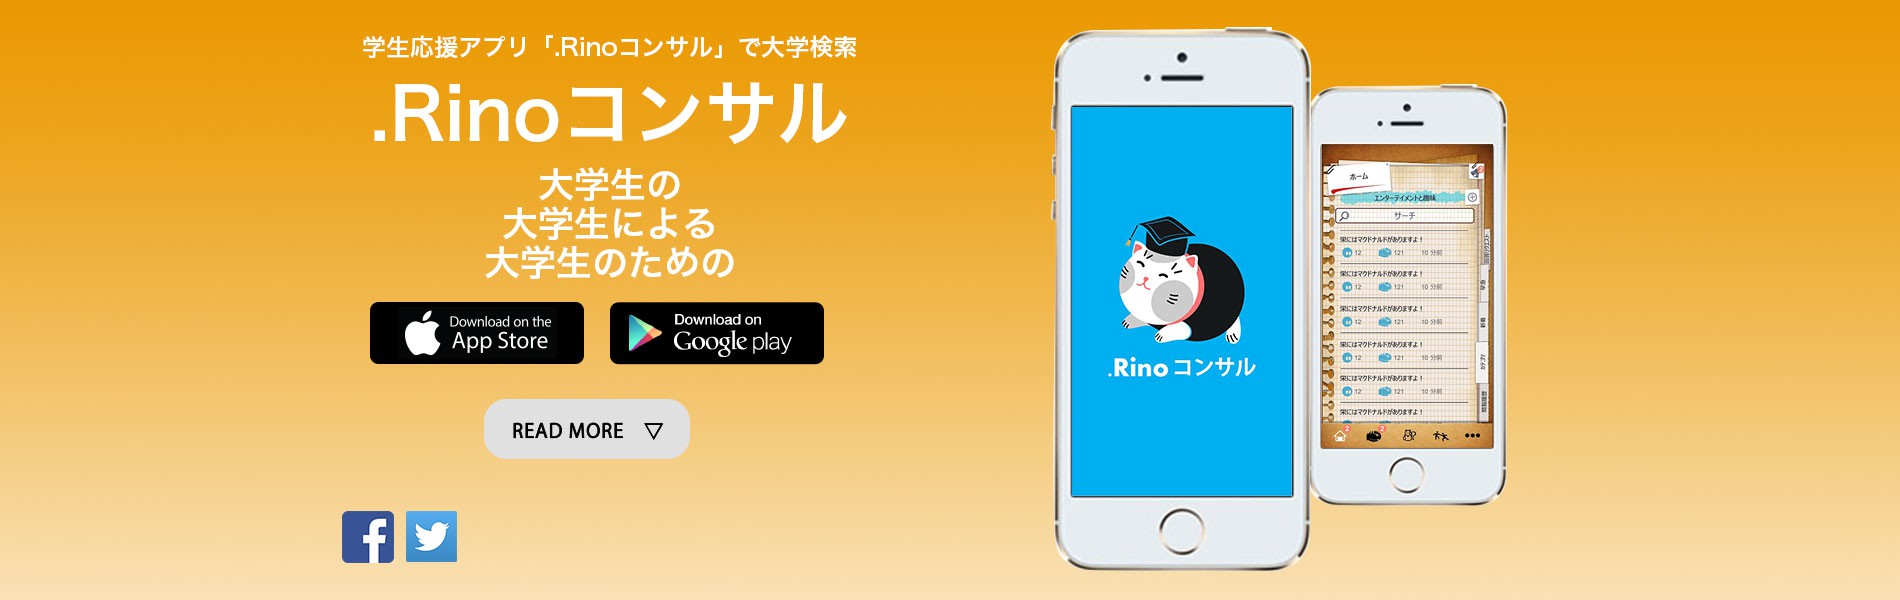 学生応援アプリ「.Rinoコンサル」で大学検索
.Rinoコンサル
大学生の
大学生による
大学生のための
Download on the
App Store
Download on
Google play
READ MORE
.Rino コンサル
ホーム
エンターテイメントと趣味
サーチ
栄にはマクドナルドがありますよ！
12 121 10 分前
栄にはマクドナルドがありますよ！
12 121 10 分前
栄にはマクドナルドがありますよ！
12 121 10 分前
栄にはマクドナルドがありますよ！
12 121 10 分前
栄にはマクドナルドがありますよ！
12 121 10 分前
栄にはマクドナルドがありますよ！
カテゴリ
閲覧履歴
2
2